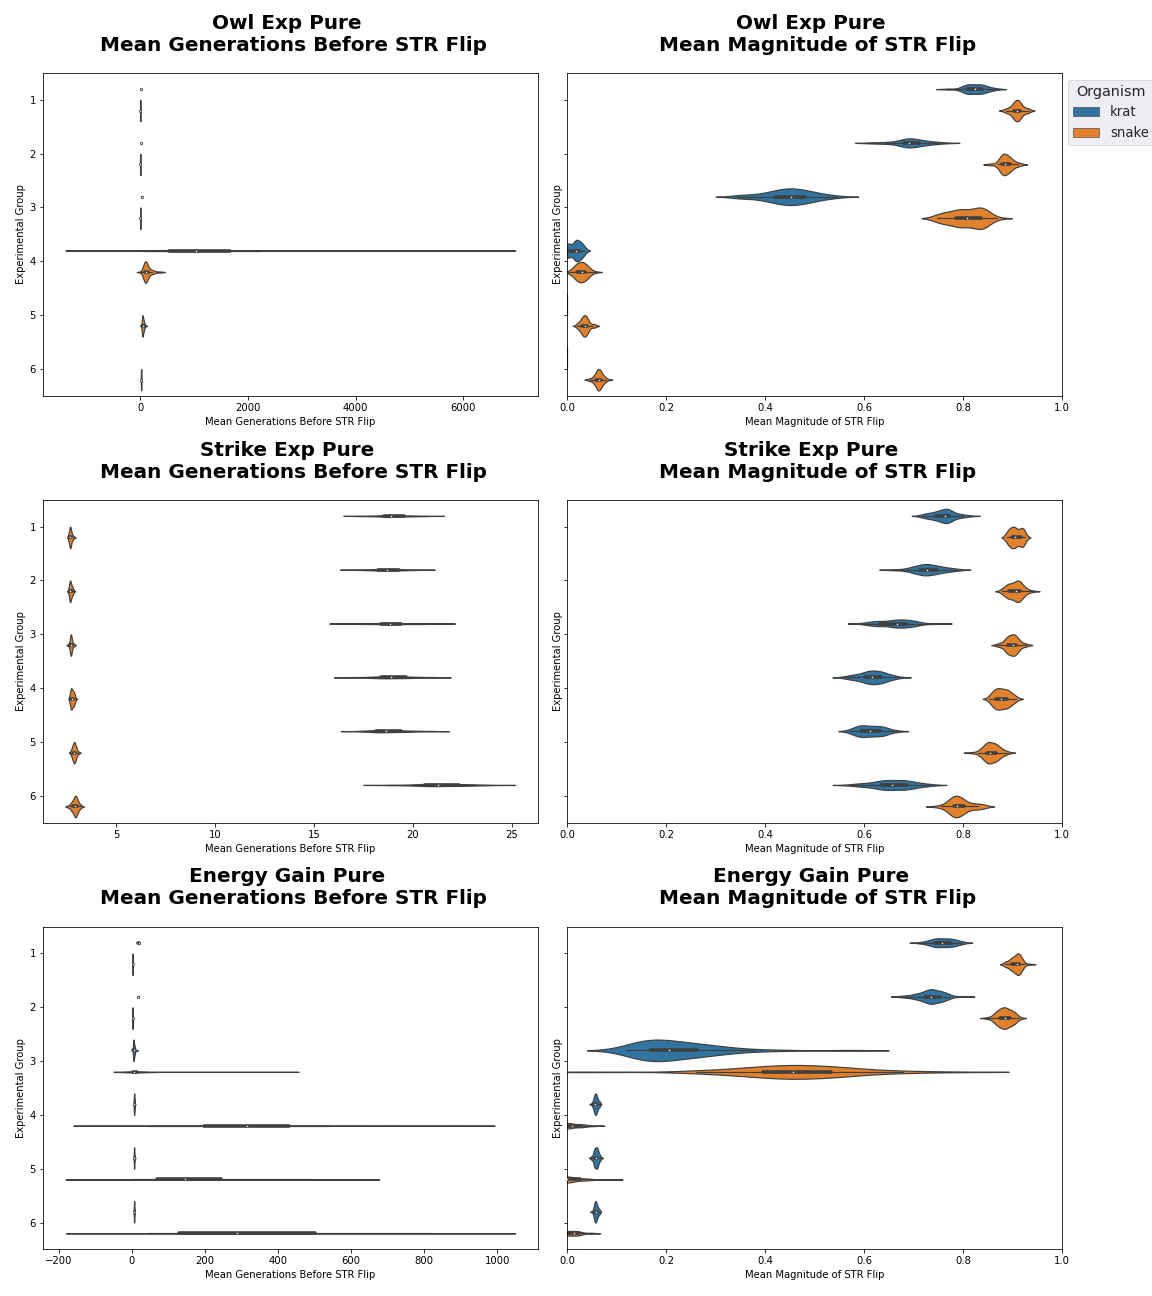 Owl Exp Pure
Mean Generations Before STR Flip
Experimental Group
1
2
3
4
5
6
0
2000
4000
6000
Mean Generations Before STR Flip
Owl Exp Pure
Mean Magnitude of STR Flip
Experimental Group
0.0
0.2
0.4
0.6
0.8
1.0
Mean Magnitude of STR Flip
Organism
krat
snake
Strike Exp Pure
Mean Generations Before STR Flip
Experimental Group
1
2
3
4
5
6
5
10
15
20
25
Mean Generations Before STR Flip
Strike Exp Pure
Mean Magnitude of STR Flip
Experimental Group
0.0
0.2
0.4
0.6
0.8
1.0
Mean Magnitude of STR Flip
Energy Gain Pure
Mean Generations Before STR Flip
Experimental Group
1
2
3
4
5
6
−200
0
200
400
600
800
1000
Mean Generations Before STR Flip
Energy Gain Pure
Mean Magnitude of STR Flip
Experimental Group
0.0
0.2
0.4
0.6
0.8
1.0
Mean Magnitude of STR Flip